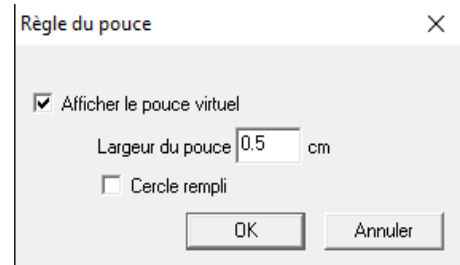 Règle du pouce
Afficher le pouce virtuel
Largeur du pouce 0.5 cm
Cercle rempli
OK Annuler